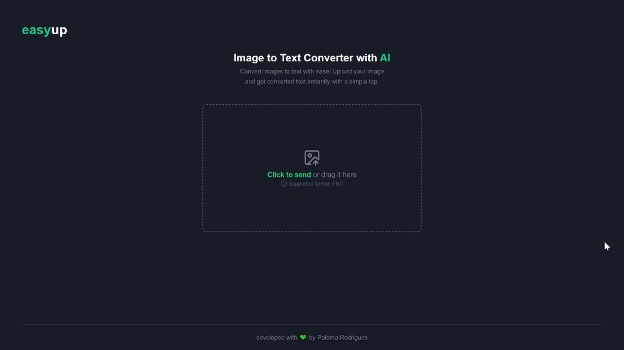 easyup
Image to Text Converter with AI
Convert images to text with ease! Upload your image
and get converted text instantly with a simple tap.
Click to send or drag it here
Supported format: PNG
developed with 💚 by Paloma Rodrigues